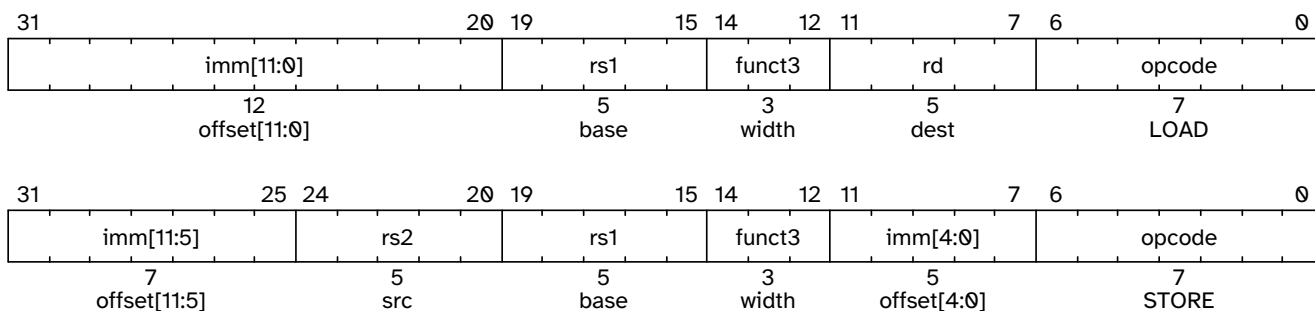 31 20 19 15 14 12 11 7 6 0
imm[11:0] rs1 funct3 rd opcode
12 5 3 5 7
offset[11:0] base width dest LOAD
31 25 24 20 19 15 14 12 11 7 6 0
imm[11:5] rs2 rs1 funct3 imm[4:0] opcode
7 5 5 3 5 7
offset[11:5] src base width offset[4:0] STORE